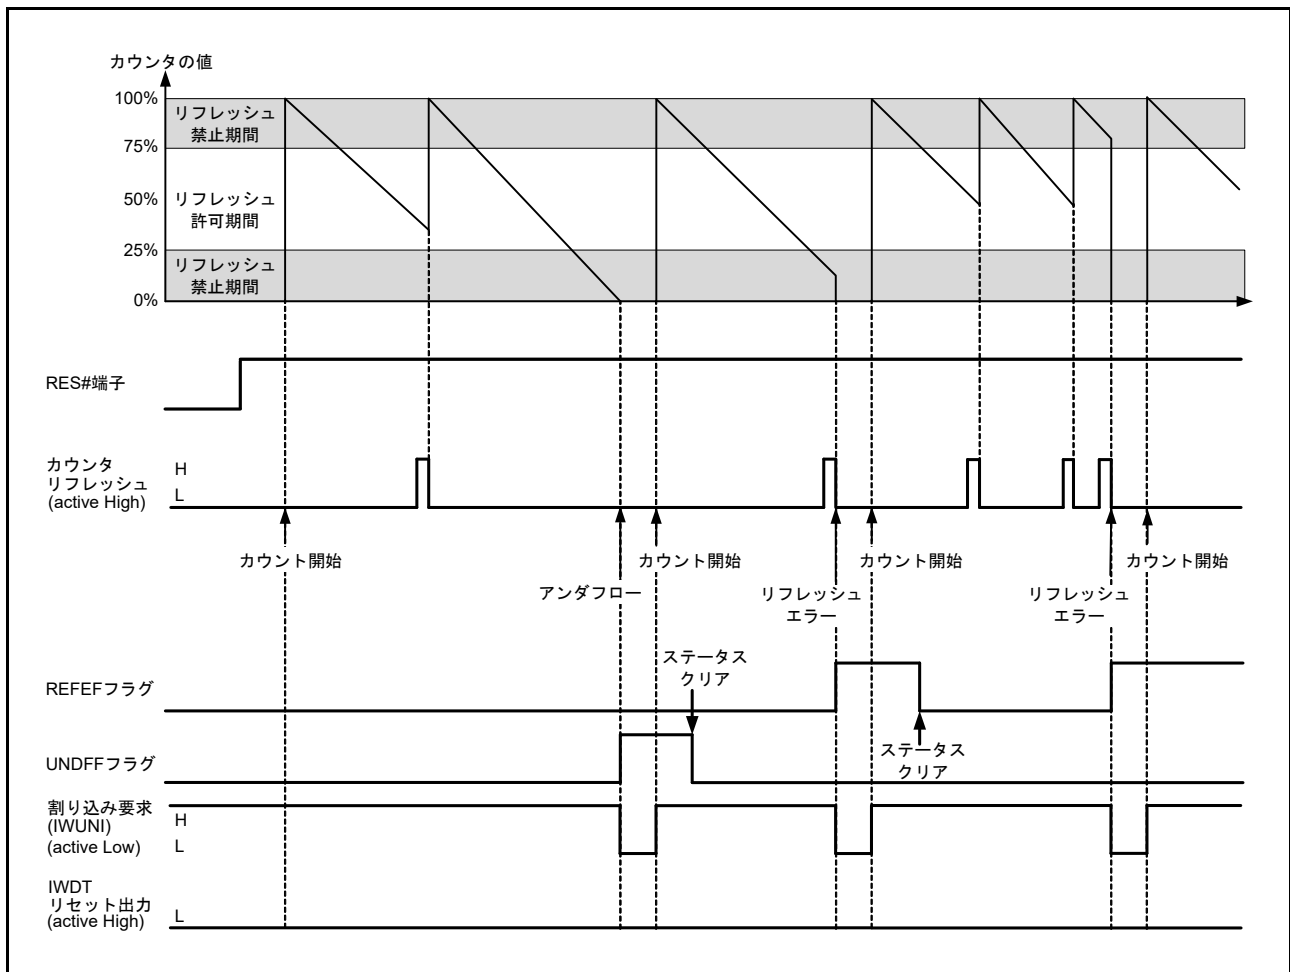 カウンタの値
100%
リフレッシュ
禁止期間
75%
50%
リフレッシュ
許可期間
25%
リフレッシュ
禁止期間
0%
RES#端子
カウンタ
リフレッシュ
(active High)
H
L
カウント開始
カウント開始
カウント開始
カウント開始
アンダフロー
リフレッシュ
エラー
リフレッシュ
エラー
ステータス
クリア
REFEFフラグ
ステータス
クリア
UNDFFフラグ
割り込み要求
(IWUNI)
(active Low)
H
L
IWDT
リセット出力
(active High)
L